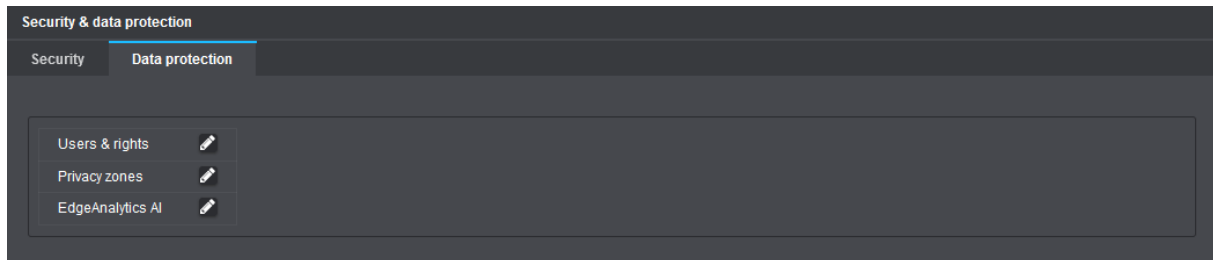 Security & data protection
Security Data protection
Users & rights
Privacy zones
EdgeAnalytics AI